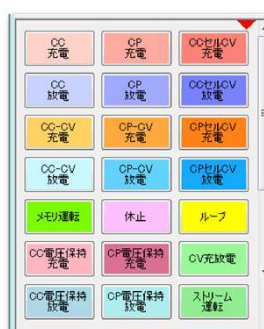 CC
充電
CP
充電
CCセルCV
充電
CC
放電
CP
放電
CCセルCV
放電
CC-CV
充電
CP-CV
充電
CPセルCV
充電
CC-CV
放電
CP-CV
放電
CPセルCV
放電
メモリ運転
休止
ループ
CC電圧保持
充電
CP電圧保持
充電
CV充放電
CC電圧保持
放電
CP電圧保持
放電
ストリーム
運転